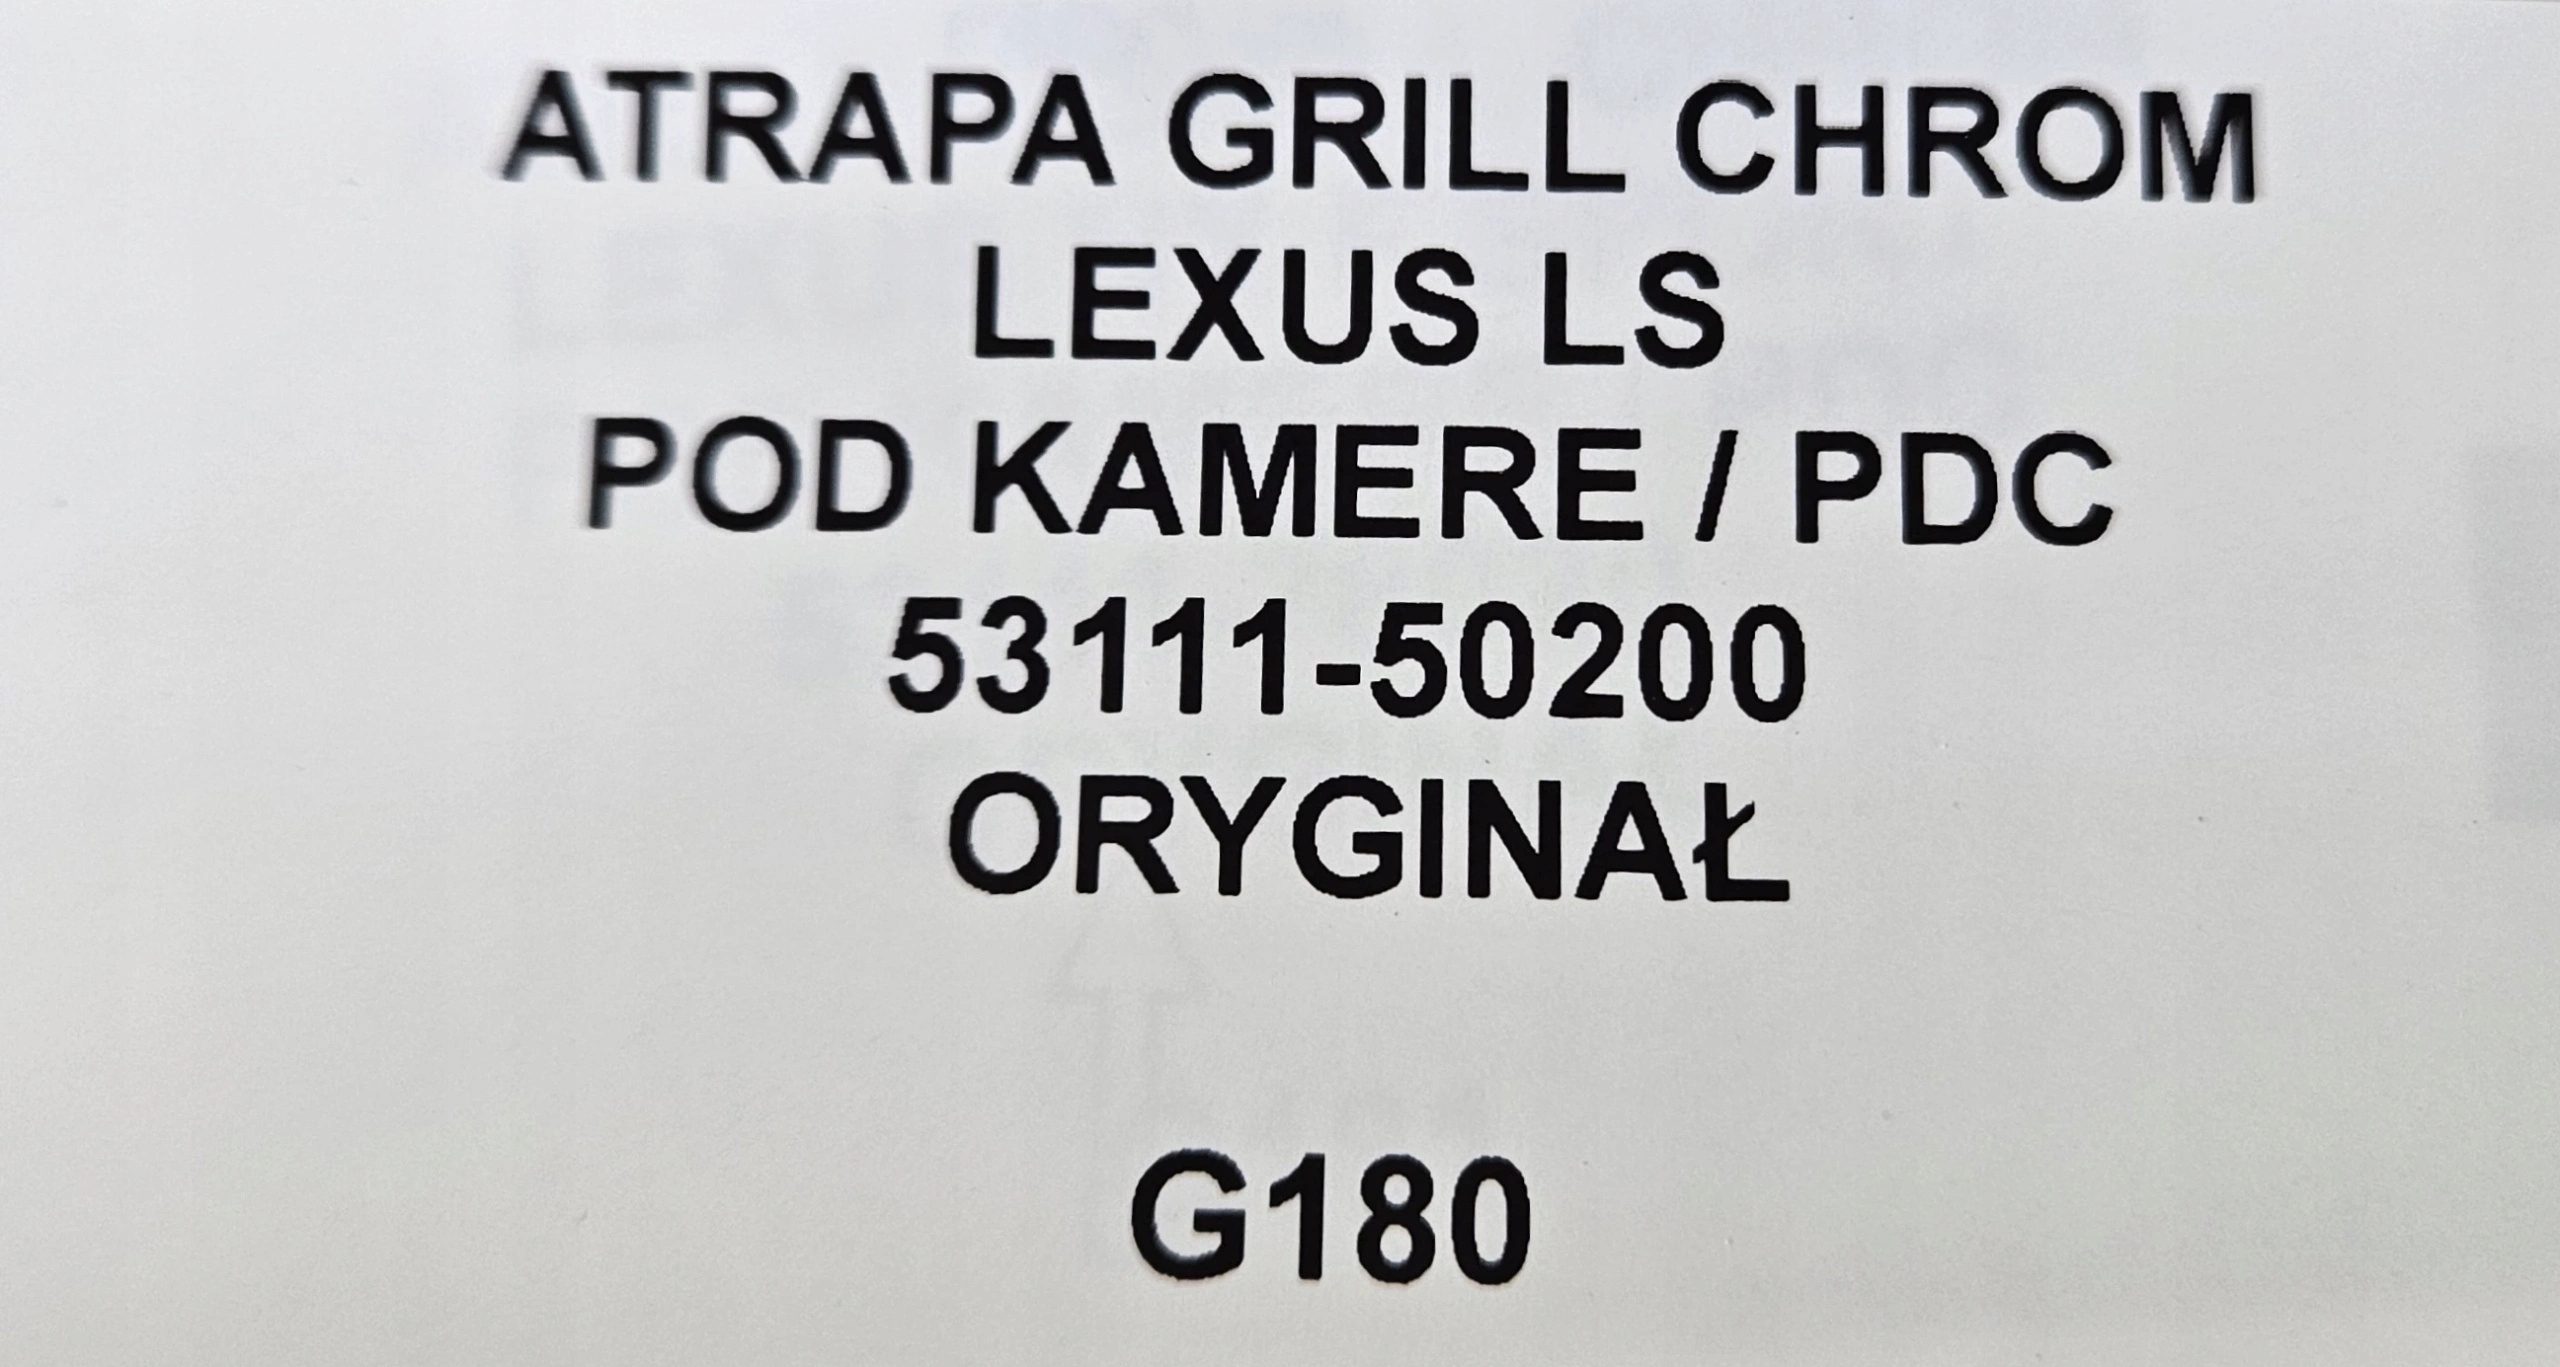 ATRAPA GRILL CHROM
LEXUS LS
POD KAMERE / PDC
53111-50200
ORYGINAŁ
G180